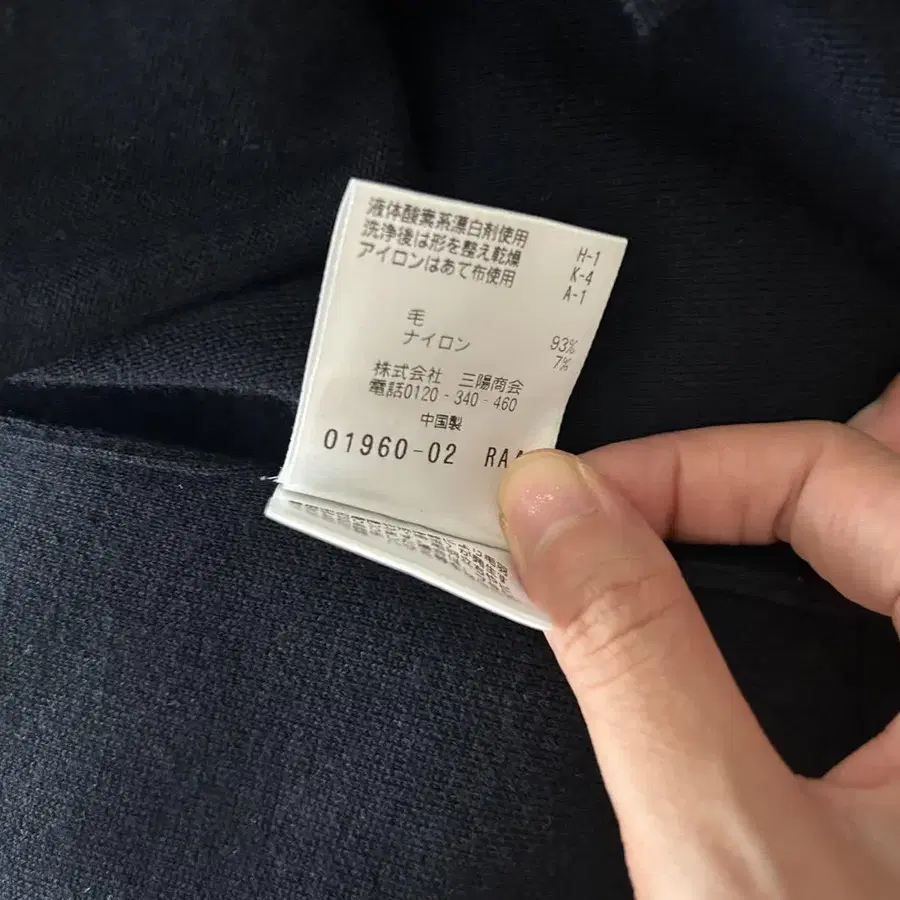 液体酸素系漂白剤使用
洗浄後は形を整え乾燥
アイロンはあて布使用
H-1
K-4
A-1
毛 93%
ナイロン 7%
株式会社 三陽商会
電話0120-340-460
中国製
01960-02